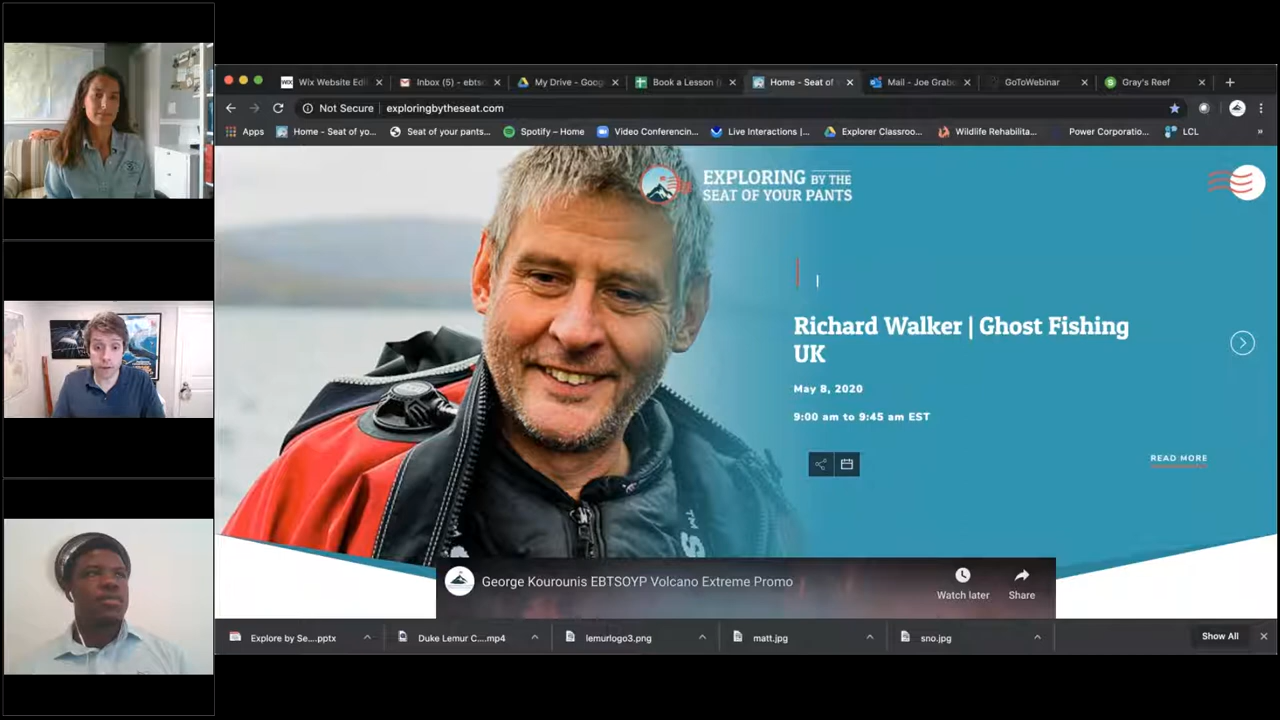 Wix Website Edi
Inbox (5) - ebts
My Drive - Goog
Book a Lesson (
Home - Seat of
Mail - Joe Grab
GoToWebinar
Gray's Reef
Not Secure
exploringbytheseat.com
Apps
Home - Seat of yo...
Seat of your pants...
Spotify – Home
Video Conferencin...
Live Interactions |...
Explorer Classroo...
Wildlife Rehabilita...
Power Corporatio...
LCL
»
EXPLORING BY THE
SEAT OF YOUR PANTS
Richard Walker | Ghost Fishing
UK
May 8, 2020
9:00 am to 9:45 am EST
READ MORE
George Kourounis EBTSOYP Volcano Extreme Promo
Watch later
Share
Explore by Se....pptx
Duke Lemur C....mp4
lemurlogo3.png
matt.jpg
sno.jpg
Show All